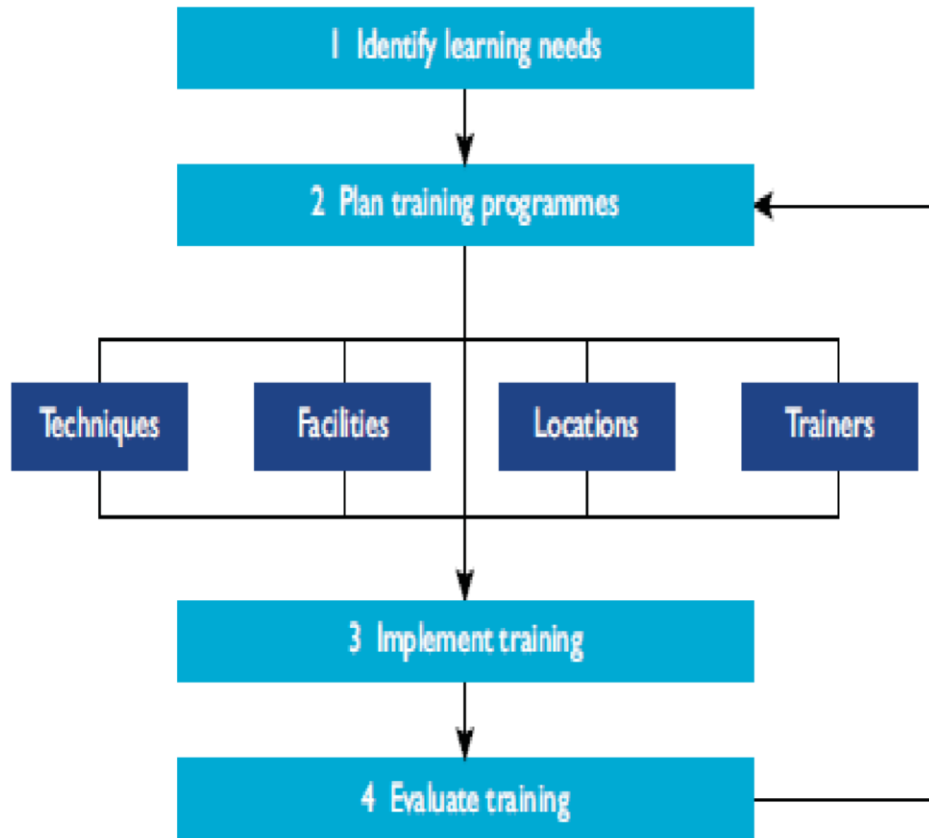 1 Identify learning needs
2 Plan training programmes
Techniques
Facilities
Locations
Trainers
3 Implement training
4 Evaluate training